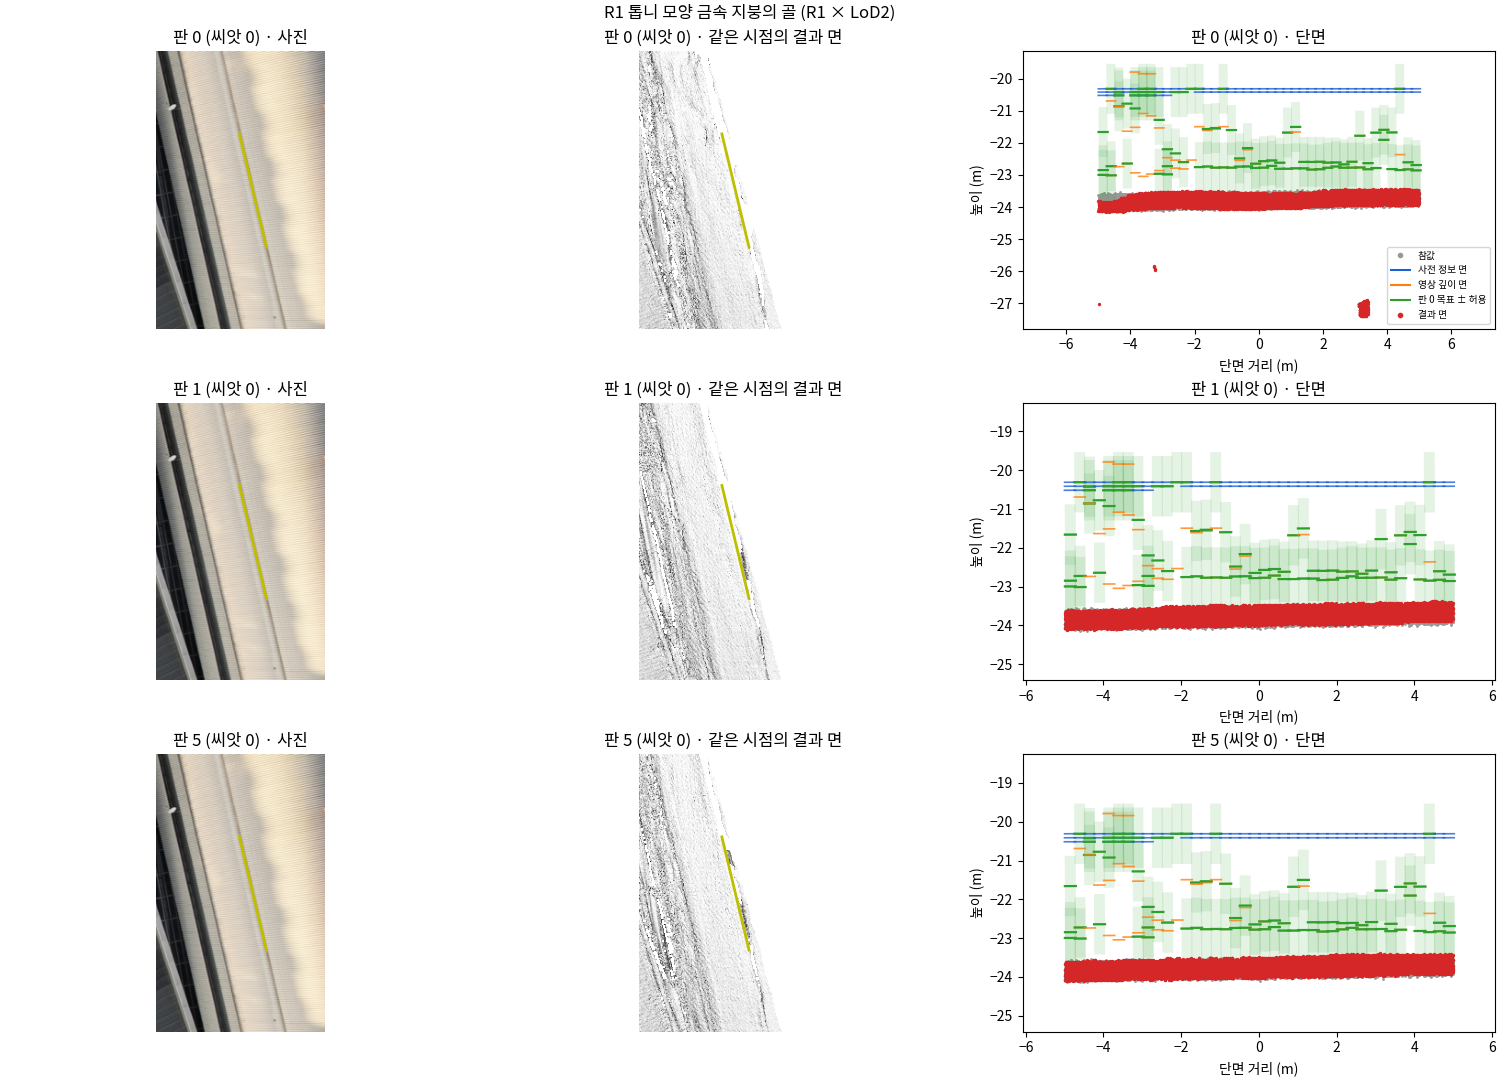 R1 톱니 모양 금속 지붕의 골 (R1 × LoD2)
판 0 (씨앗 0) · 사진
판 0 (씨앗 0) · 같은 시점의 결과 면
판 0 (씨앗 0) · 단면
높이 (m)
−20
−21
−22
−23
−24
−25
−26
−27
참값
사전 정보 면
영상 깊이 면
판 0 목표 ± 허용
결과 면
−6
−4
−2
0
2
4
6
단면 거리 (m)
판 1 (씨앗 0) · 사진
판 1 (씨앗 0) · 같은 시점의 결과 면
판 1 (씨앗 0) · 단면
높이 (m)
−19
−20
−21
−22
−23
−24
−25
−6
−4
−2
0
2
4
6
단면 거리 (m)
판 5 (씨앗 0) · 사진
판 5 (씨앗 0) · 같은 시점의 결과 면
판 5 (씨앗 0) · 단면
높이 (m)
−19
−20
−21
−22
−23
−24
−25
−6
−4
−2
0
2
4
6
단면 거리 (m)